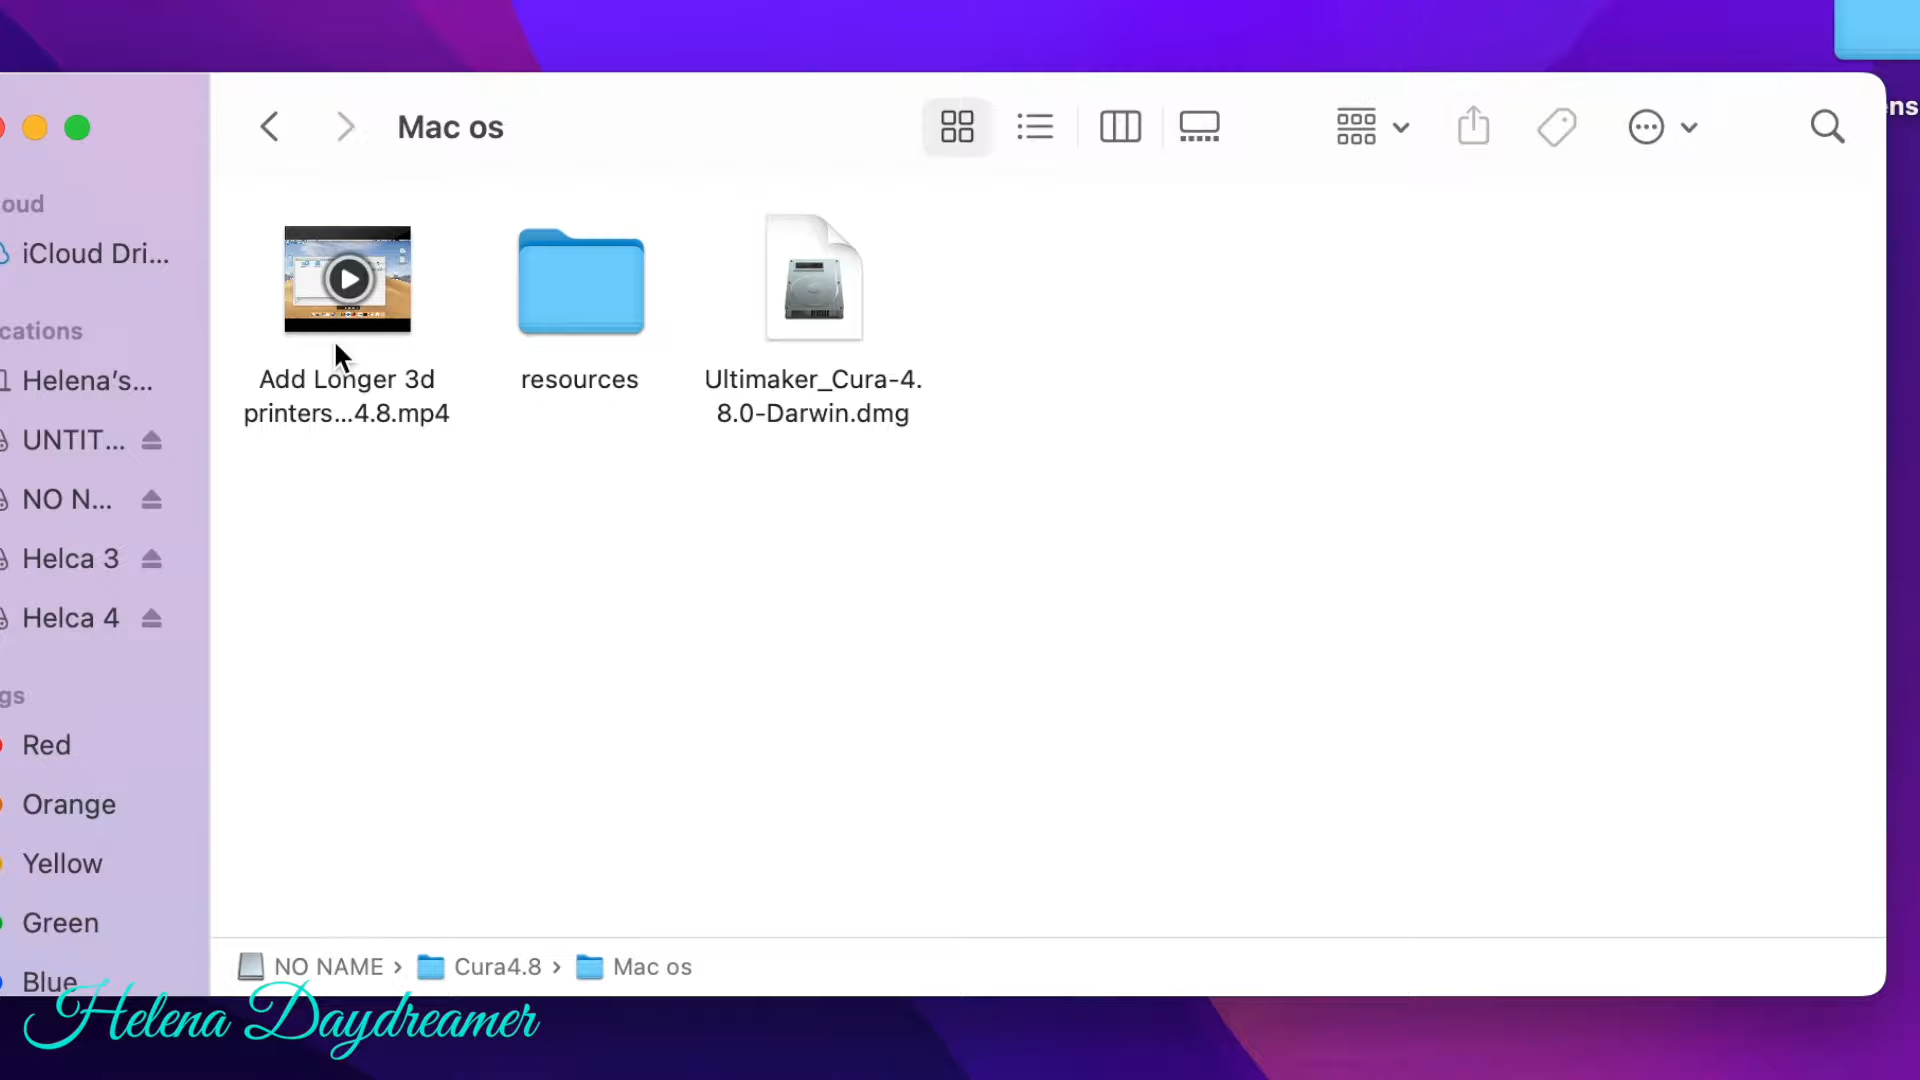 Mac os
ens
oud
iCloud Dri...
cations
Helena's...
UNTIT...
NO N...
Helca 3
Helca 4
gs
Red
Orange
Yellow
Green
Blue
Add Longer 3d
printers...4.8.mp4
resources
Ultimaker_Cura-4.
8.0-Darwin.dmg
NO NAME › Cura4.8 › Mac os
Helena Daydreamer